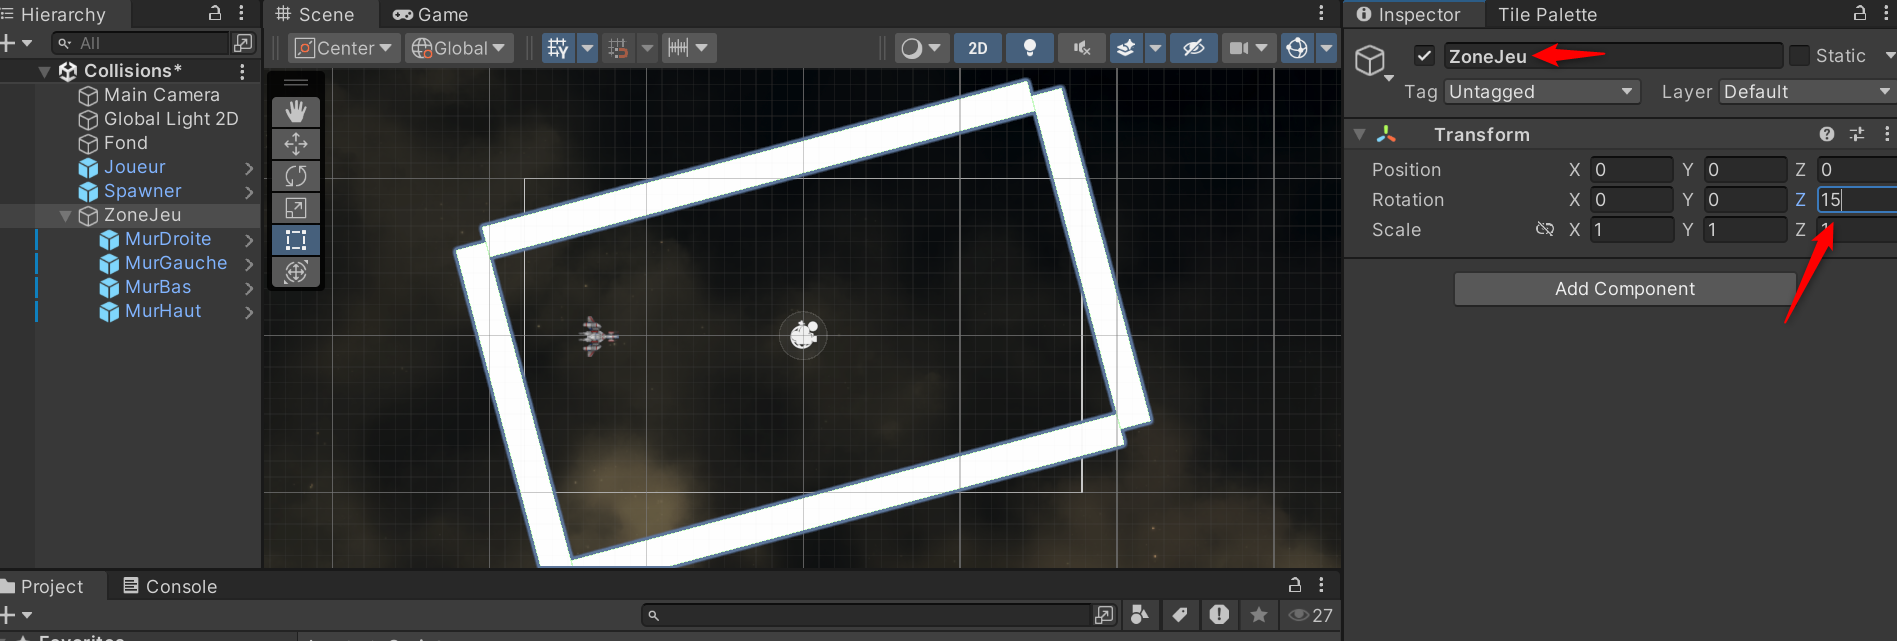 Hierarchy
All
Collisions*
Main Camera
Global Light 2D
Fond
Joueur
Spawner
ZoneJeu
MurDroite
MurGauche
MurBas
MurHaut
Scene
Game
Center
Global
2D
Inspector
Tile Palette
ZoneJeu
Static
Tag Untagged
Layer Default
Transform
Position X 0 Y 0 Z 0
Rotation X 0 Y 0 Z 15
Scale X 1 Y 1 Z
Add Component
Project
Console
27
Favorites